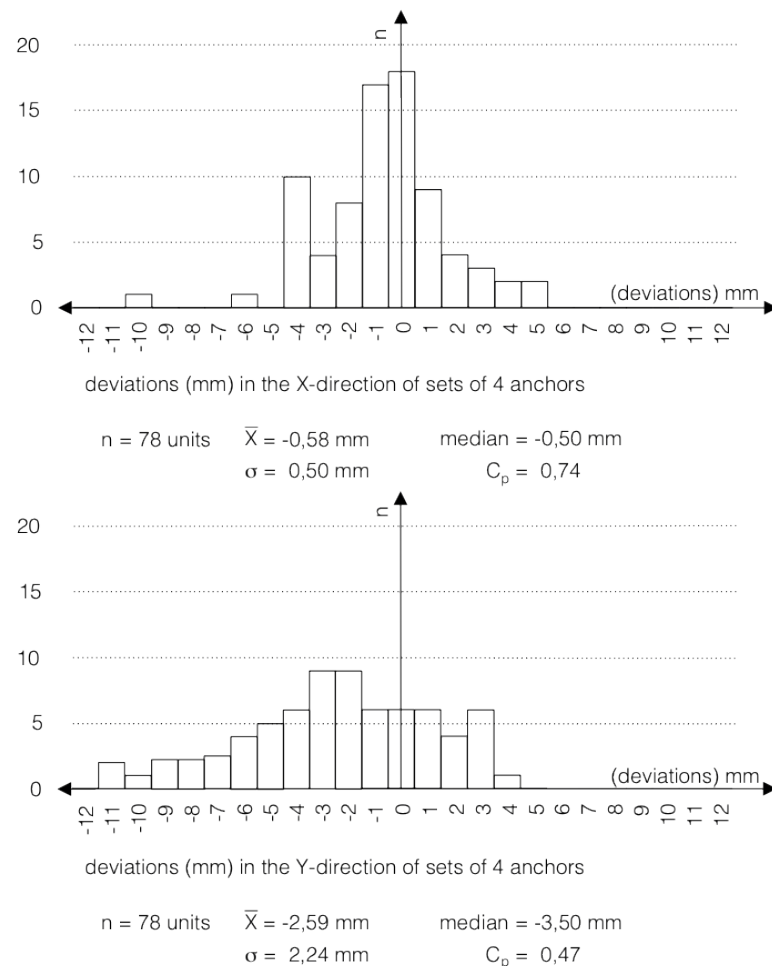 n
20
15
10
5
0
(deviations) mm
-12 -11 -10 -9 -8 -7 -6 -5 -4 -3 -2 -1 0 1 2 3 4 5 6 7 8 9 10 11 12
deviations (mm) in the X-direction of sets of 4 anchors
n = 78 units X̅ = -0,58 mm median = -0,50 mm
σ = 0,50 mm Cₚ = 0,74
n
20
15
10
5
0
(deviations) mm
-12 -11 -10 -9 -8 -7 -6 -5 -4 -3 -2 -1 0 1 2 3 4 5 6 7 8 9 10 11 12
deviations (mm) in the Y-direction of sets of 4 anchors
n = 78 units X̅ = -2,59 mm median = -3,50 mm
σ = 2,24 mm Cₚ = 0,47